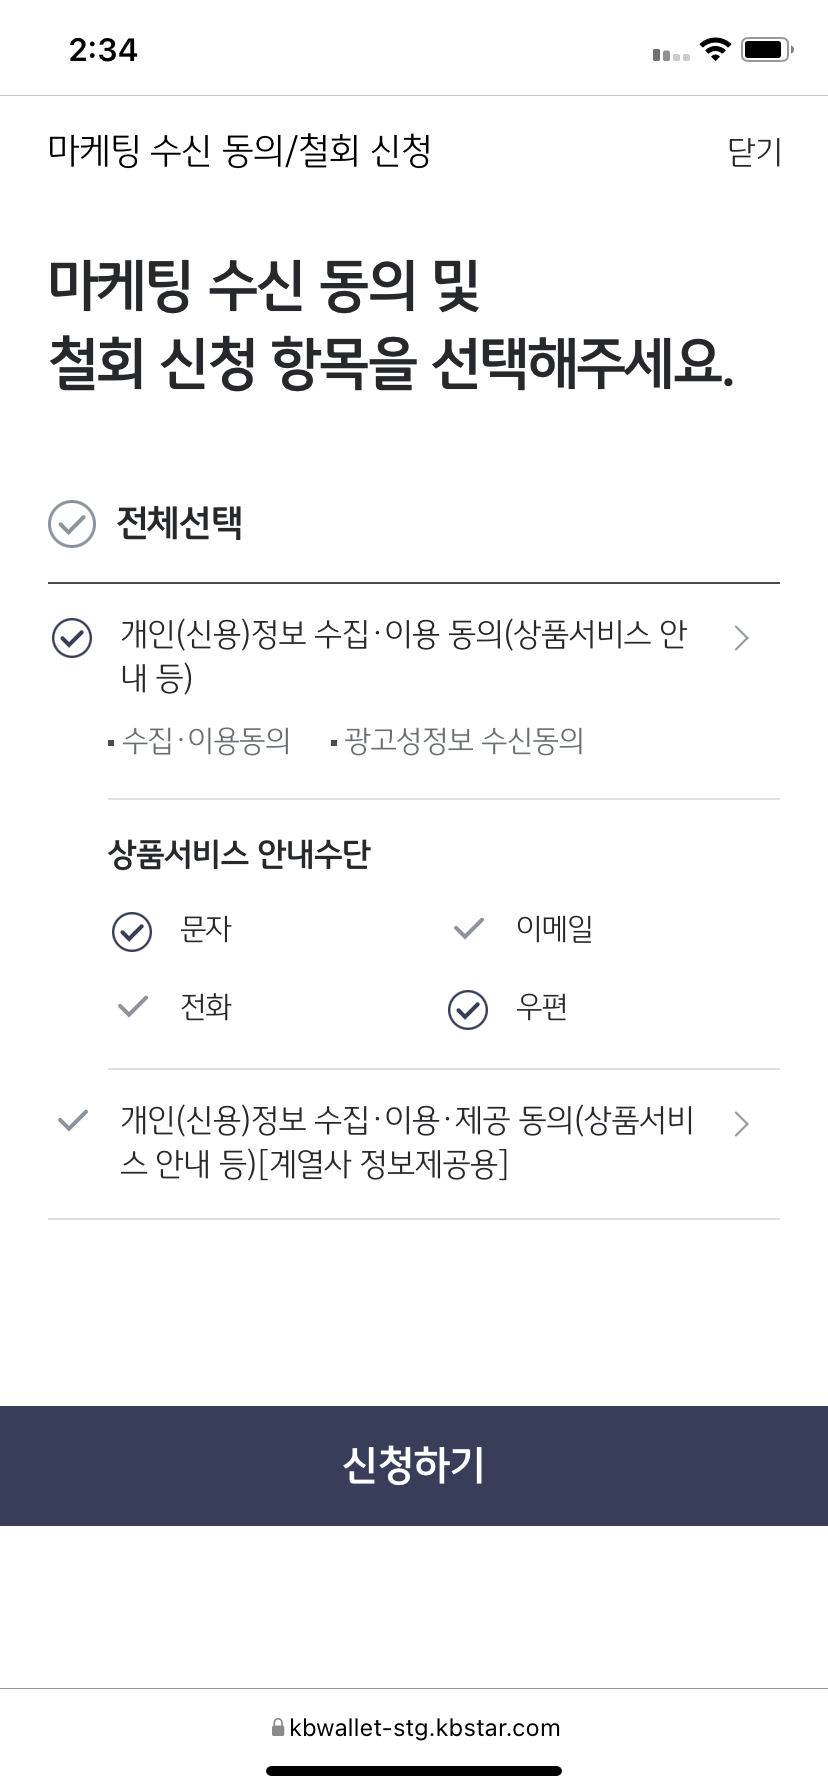 2:34
마케팅 수신 동의/철회 신청 닫기
마케팅 수신 동의 및
철회 신청 항목을 선택해주세요.
전체선택
개인(신용)정보 수집·이용 동의(상품서비스 안
내 등)
▪ 수집·이용동의 ▪ 광고성정보 수신동의
상품서비스 안내수단
문자 이메일
전화 우편
개인(신용)정보 수집·이용·제공 동의(상품서비
스 안내 등)[계열사 정보제공용]
신청하기
kbwallet-stg.kbstar.com